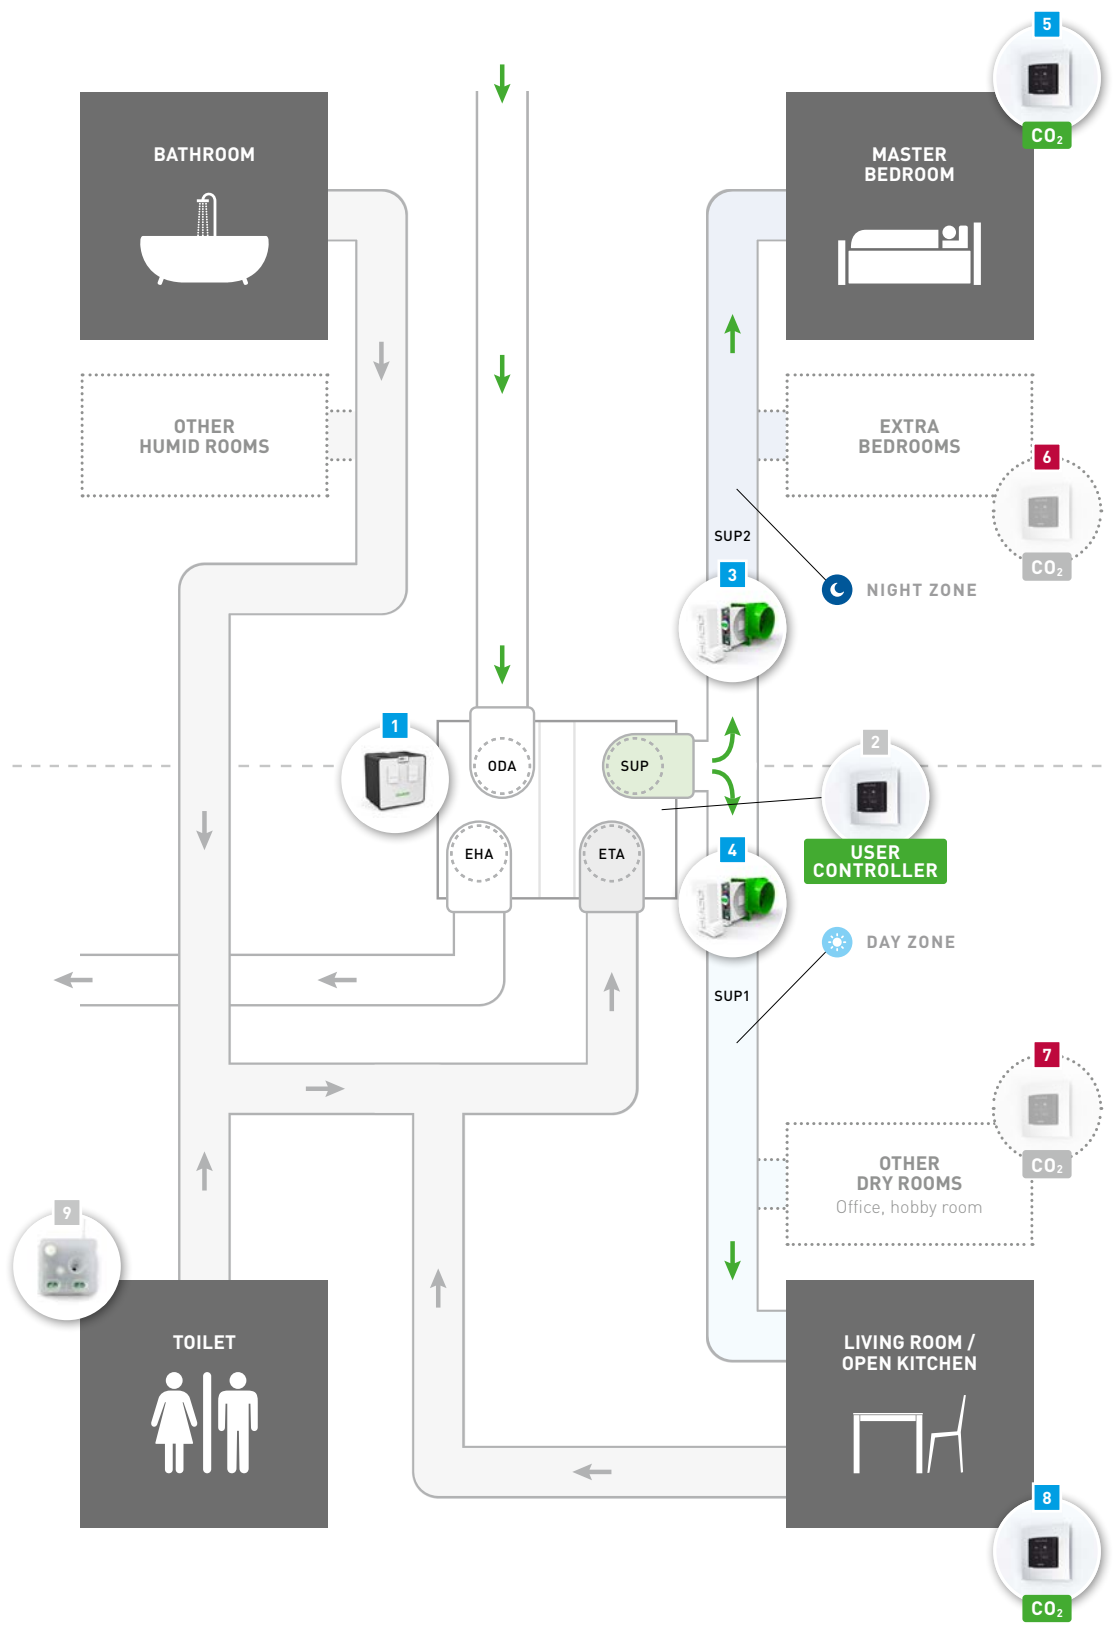 5
CO₂
BATHROOM
MASTER
BEDROOM
OTHER
HUMID ROOMS
EXTRA
BEDROOMS
6
CO₂
SUP2
3
NIGHT ZONE
1
2
ODA
SUP
EHA
ETA
4
USER
CONTROLLER
DAY ZONE
SUP1
7
CO₂
OTHER
DRY ROOMS
Office, hobby room
9
TOILET
LIVING ROOM /
OPEN KITCHEN
8
CO₂